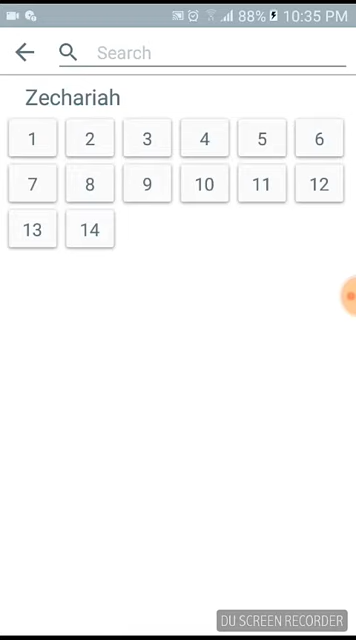 88% 10:35 PM
Search
Zechariah
1 2 3 4 5 6
7 8 9 10 11 12
13 14
DU SCREEN RECORDER